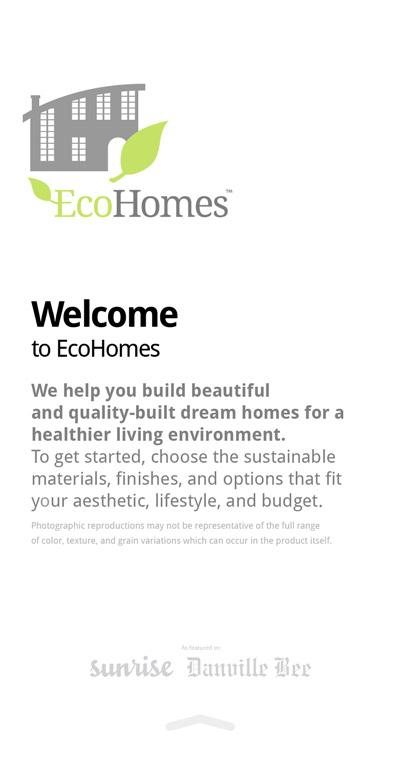 EcoHomes™
Welcome
to EcoHomes
We help you build beautiful
and quality-built dream homes for a
healthier living environment.
To get started, choose the sustainable
materials, finishes, and options that fit
your aesthetic, lifestyle, and budget.
Photographic reproductions may not be representative of the full range
of color, texture, and grain variations which can occur in the product itself.
As featured in:
sunrise Danville Bee